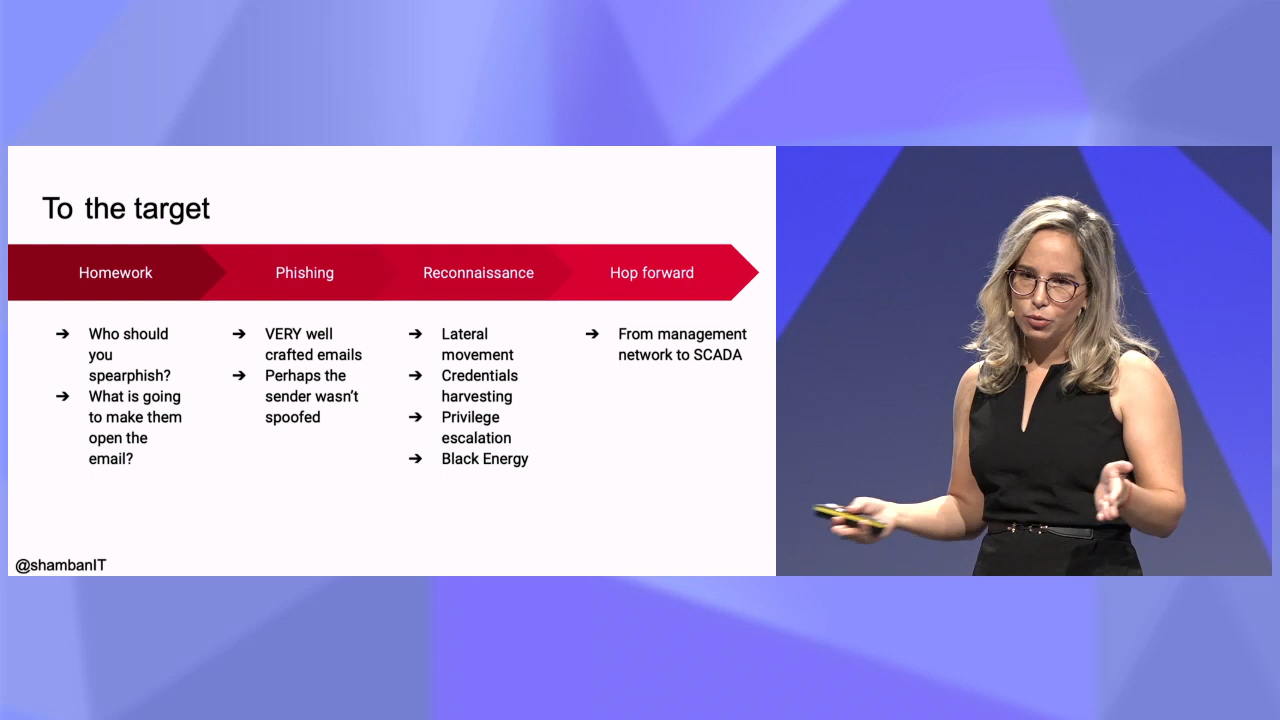 To the target
Homework
Phishing
Reconnaissance
Hop forward
➔ Who should
you
spearphish?
➔ What is going
to make them
open the
email?
➔ VERY well
crafted emails
➔ Perhaps the
sender wasn't
spoofed
➔ Lateral
movement
➔ Credentials
harvesting
➔ Privilege
escalation
➔ Black Energy
➔ From management
network to SCADA
@shambanIT